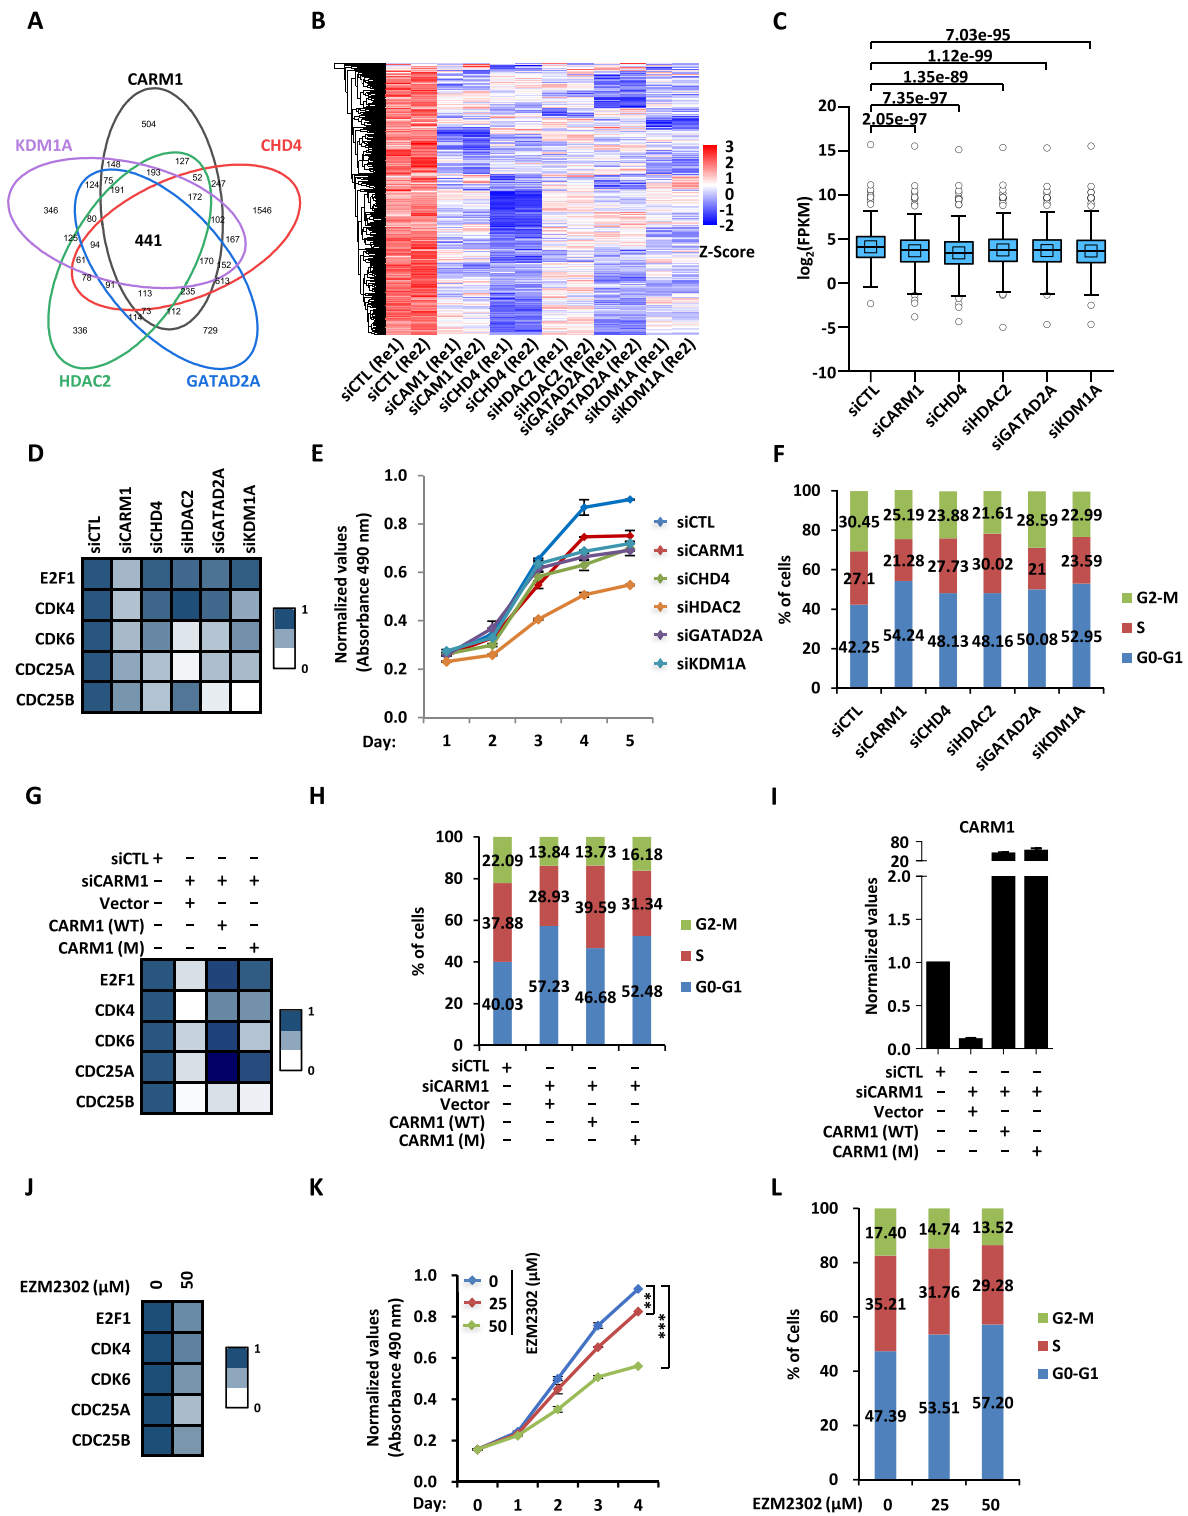 A
CARM1
KDM1A
CHD4
HDAC2
GATAD2A
504
127
148
193
52
247
124
75
191
172
346
1546
80
102
125
441
167
94
61
170
52
78
91
613
113
235
73
112
114
336
729
B
3
2
1
0
-1
-2
Z-Score
siCTL (Re1)
siCTL (Re2)
siCAM1 (Re1)
siCAM1 (Re2)
siCHD4 (Re1)
siCHD4 (Re2)
siHDAC2 (Re1)
siHDAC2 (Re2)
siGATAD2A (Re1)
siGATAD2A (Re2)
siKDM1A (Re1)
siKDM1A (Re2)
C
7.03e-95
1.12e-99
1.35e-89
7.35e-97
2.05e-97
20
15
10
5
0
-5
-10
log2(FPKM)
siCTL
siCARM1
siCHD4
siHDAC2
siGATAD2A
siKDM1A
D
siCTL
siCARM1
siCHD4
siHDAC2
siGATAD2A
siKDM1A
E2F1
CDK4
CDK6
CDC25A
CDC25B
1
0
E
Normalized values
(Absorbance 490 nm)
1.0
0.8
0.6
0.4
0.2
0.0
Day: 1 2 3 4 5
siCTL
siCARM1
siCHD4
siHDAC2
siGATAD2A
siKDM1A
F
% of cells
100
80
60
40
20
0
30.45 25.19 23.88 21.61 28.59 22.99
27.1 21.28 27.73 30.02 21 23.59
42.25 54.24 48.13 48.16 50.08 52.95
G2-M
S
G0-G1
siCTL
siCARM1
siCHD4
siHDAC2
siGATAD2A
siKDM1A
G
siCTL + – – –
siCARM1 – + + +
Vector – + – –
CARM1 (WT) – – + –
CARM1 (M) – – – +
E2F1
CDK4
CDK6
CDC25A
CDC25B
1
0
H
% of cells
100
80
60
40
20
0
22.09 13.84 13.73 16.18
37.88 28.93 39.59 31.34
40.03 57.23 46.68 52.48
G2-M
S
G0-G1
siCTL + – – –
siCARM1 – + + +
Vector – + – –
CARM1 (WT) – – + –
CARM1 (M) – – – +
I
CARM1
Normalized values
80
20
2.0
1.5
1.0
0.5
0.0
siCTL + – – –
siCARM1 – + + +
Vector – + – –
CARM1 (WT) – – + –
CARM1 (M) – – – +
J
EZM2302 (μM) 0 50
E2F1
CDK4
CDK6
CDC25A
CDC25B
1
0
K
Normalized values
(Absorbance 490 nm)
1.0
0.8
0.6
0.4
0.2
0.0
0
25
50
EZM2302 (μM)
**
***
Day: 0 1 2 3 4
L
% of Cells
100
80
60
40
20
0
17.40 14.74 13.52
35.21 31.76 29.28
47.39 53.51 57.20
G2-M
S
G0-G1
EZM2302 (μM) 0 25 50